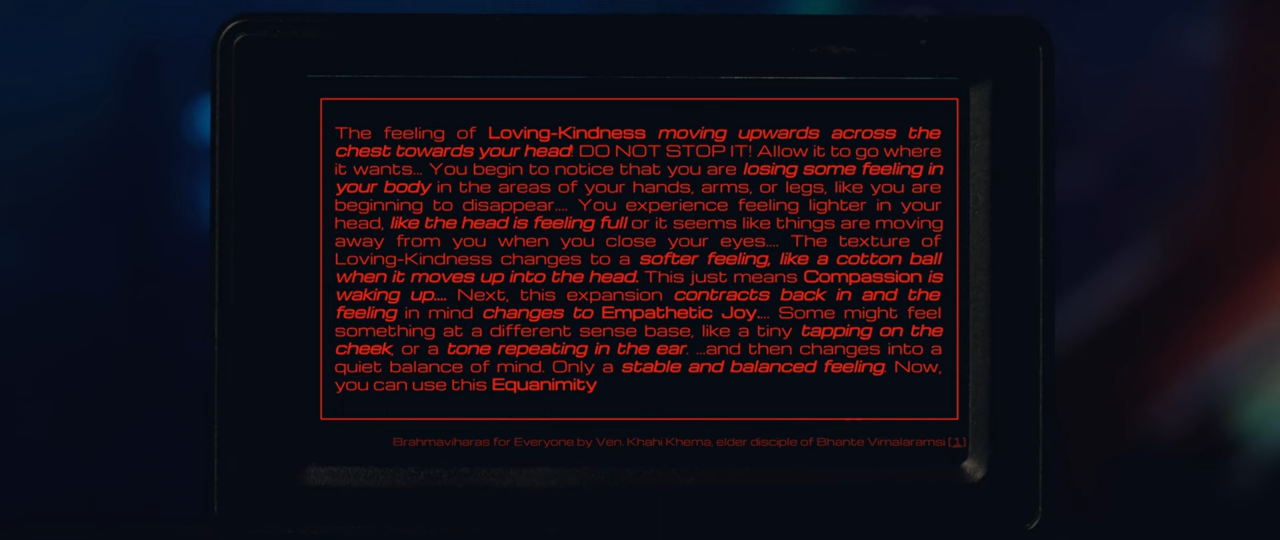 The feeling of Loving-Kindness moving upwards across the
chest towards your head! DO NOT STOP IT! Allow it to go where
it wants... You begin to notice that you are losing some feeling in
your body in the areas of your hands, arms, or legs, like you are
beginning to disappear.... You experience feeling lighter in your
head, like the head is feeling full or it seems like things are moving
away from you when you close your eyes.... The texture of
Loving-Kindness changes to a softer feeling, like a cotton ball
when it moves up into the head. This just means Compassion is
waking up.... Next, this expansion contracts back in and the
feeling in mind changes to Empathetic Joy.... Some might feel
something at a different sense base, like a tiny tapping on the
cheek, or a tone repeating in the ear. ...and then changes into a
quiet balance of mind. Only a stable and balanced feeling. Now,
you can use this Equanimity
Brahmaviharas for Everyone by Ven. Khahi Khema, elder disciple of Bhante Vimalaramsi [1]